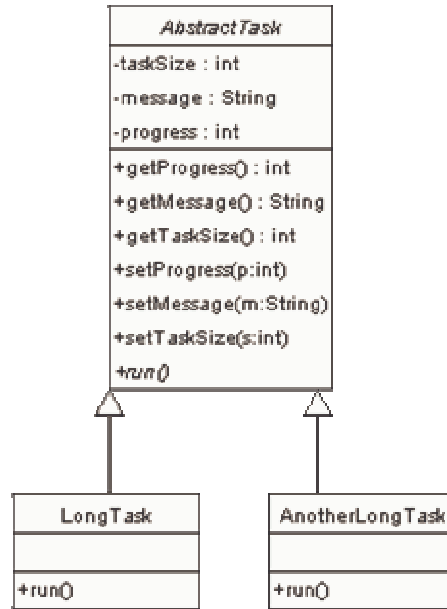 AbstractTask
-taskSize : int
-message : String
-progress : int
+getProgress() : int
+getMessage() : String
+getTaskSize() : int
+setProgress(p:int)
+setMessage(m:String)
+setTaskSize(s:int)
+run()
LongTask
+run()
AnotherLongTask
+run()